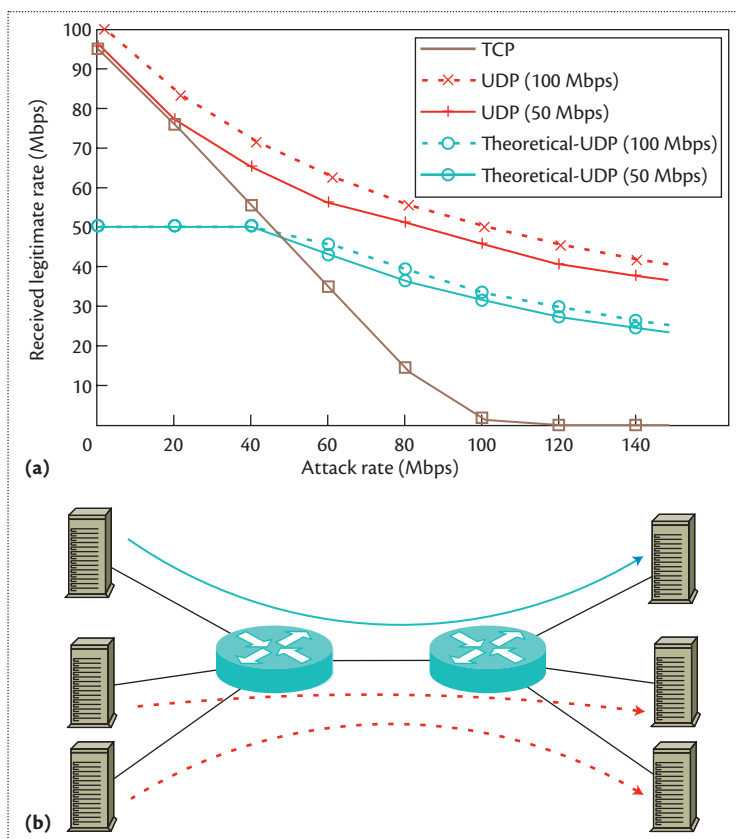 100
90
80
70
60
50
40
30
20
10
Received legitimate rate (Mbps)
TCP
UDP (100 Mbps)
UDP (50 Mbps)
Theoretical-UDP (100 Mbps)
Theoretical-UDP (50 Mbps)
0 20 40 60 80 100 120 140
Attack rate (Mbps)
(a)
(b)